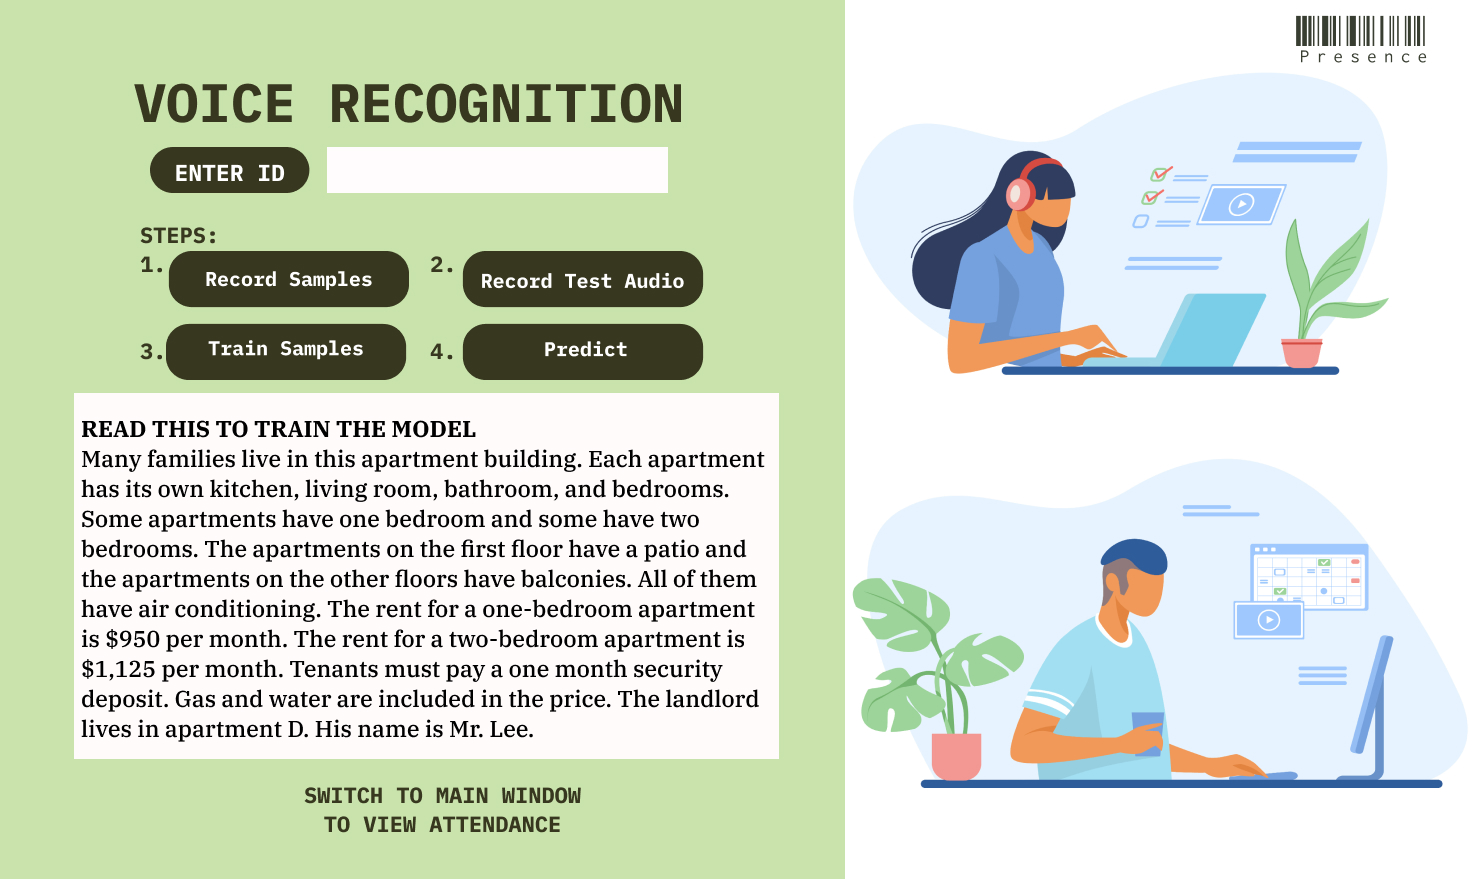 Presence
VOICE RECOGNITION
ENTER ID
STEPS:
1. Record Samples
2. Record Test Audio
3. Train Samples
4. Predict
READ THIS TO TRAIN THE MODEL
Many families live in this apartment building. Each apartment
has its own kitchen, living room, bathroom, and bedrooms.
Some apartments have one bedroom and some have two
bedrooms. The apartments on the first floor have a patio and
the apartments on the other floors have balconies. All of them
have air conditioning. The rent for a one-bedroom apartment
is $950 per month. The rent for a two-bedroom apartment is
$1,125 per month. Tenants must pay a one month security
deposit. Gas and water are included in the price. The landlord
lives in apartment D. His name is Mr. Lee.
SWITCH TO MAIN WINDOW
TO VIEW ATTENDANCE